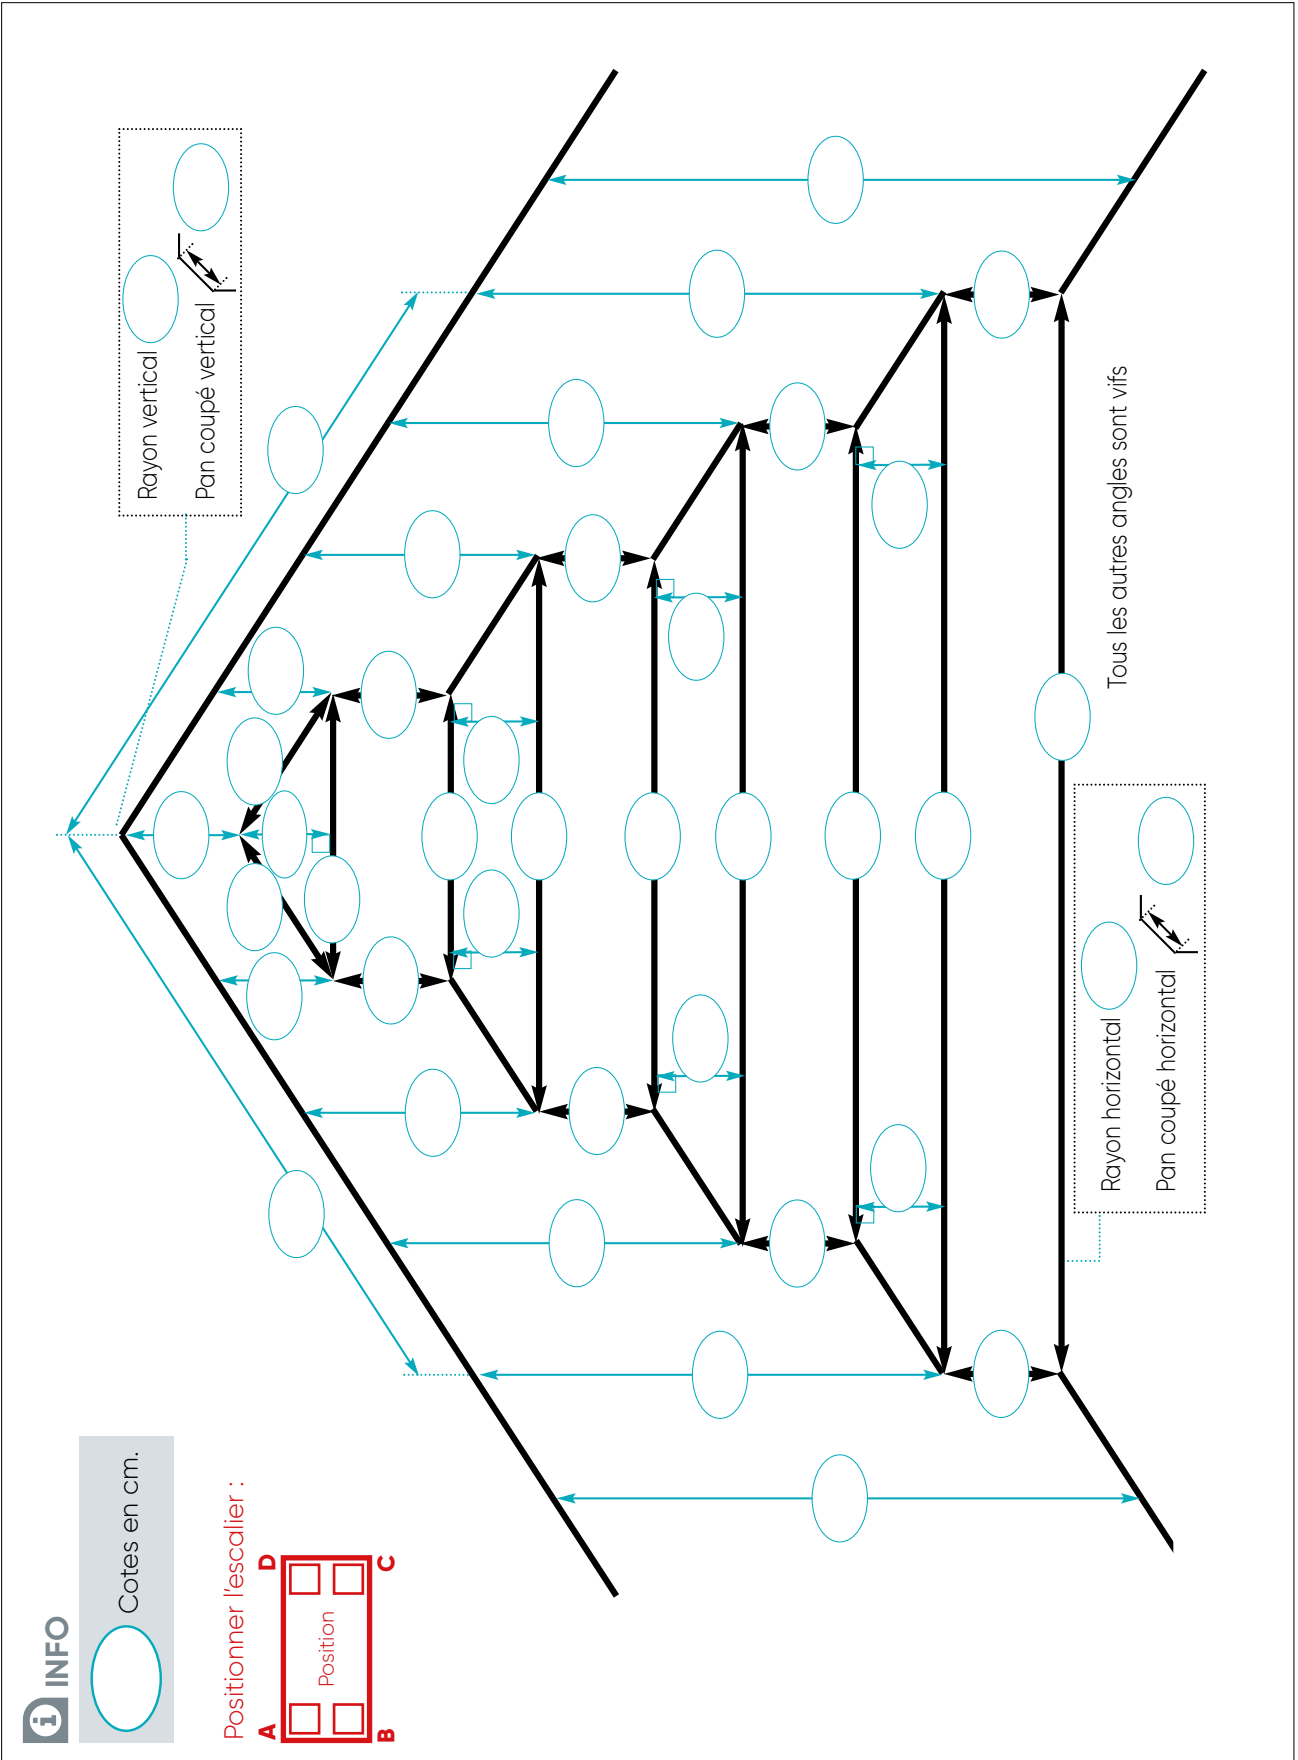 i INFO
Cotes en cm.
Positionner l'escalier :
A
D
Position
B
C
Rayon vertical
Pan coupé vertical
Rayon horizontal
Pan coupé horizontal
Tous les autres angles sont vifs